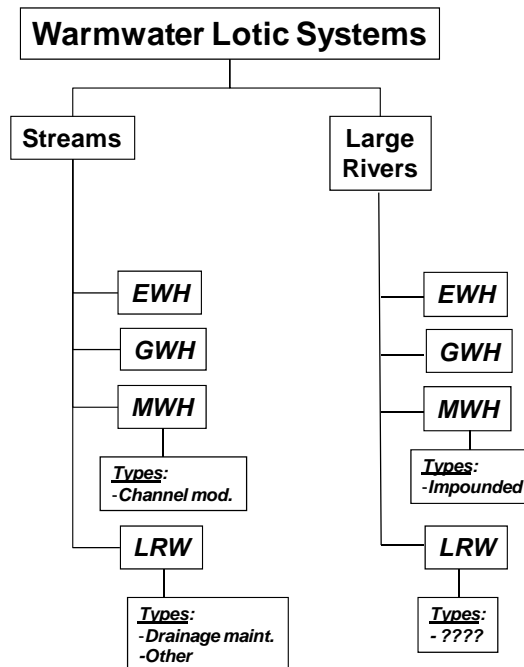 Warmwater Lotic Systems
Streams
Large
Rivers
EWH
GWH
MWH
Types:
-Channel mod.
LRW
Types:
-Drainage maint.
-Other
EWH
GWH
MWH
Types:
-Impounded
LRW
Types:
- ????